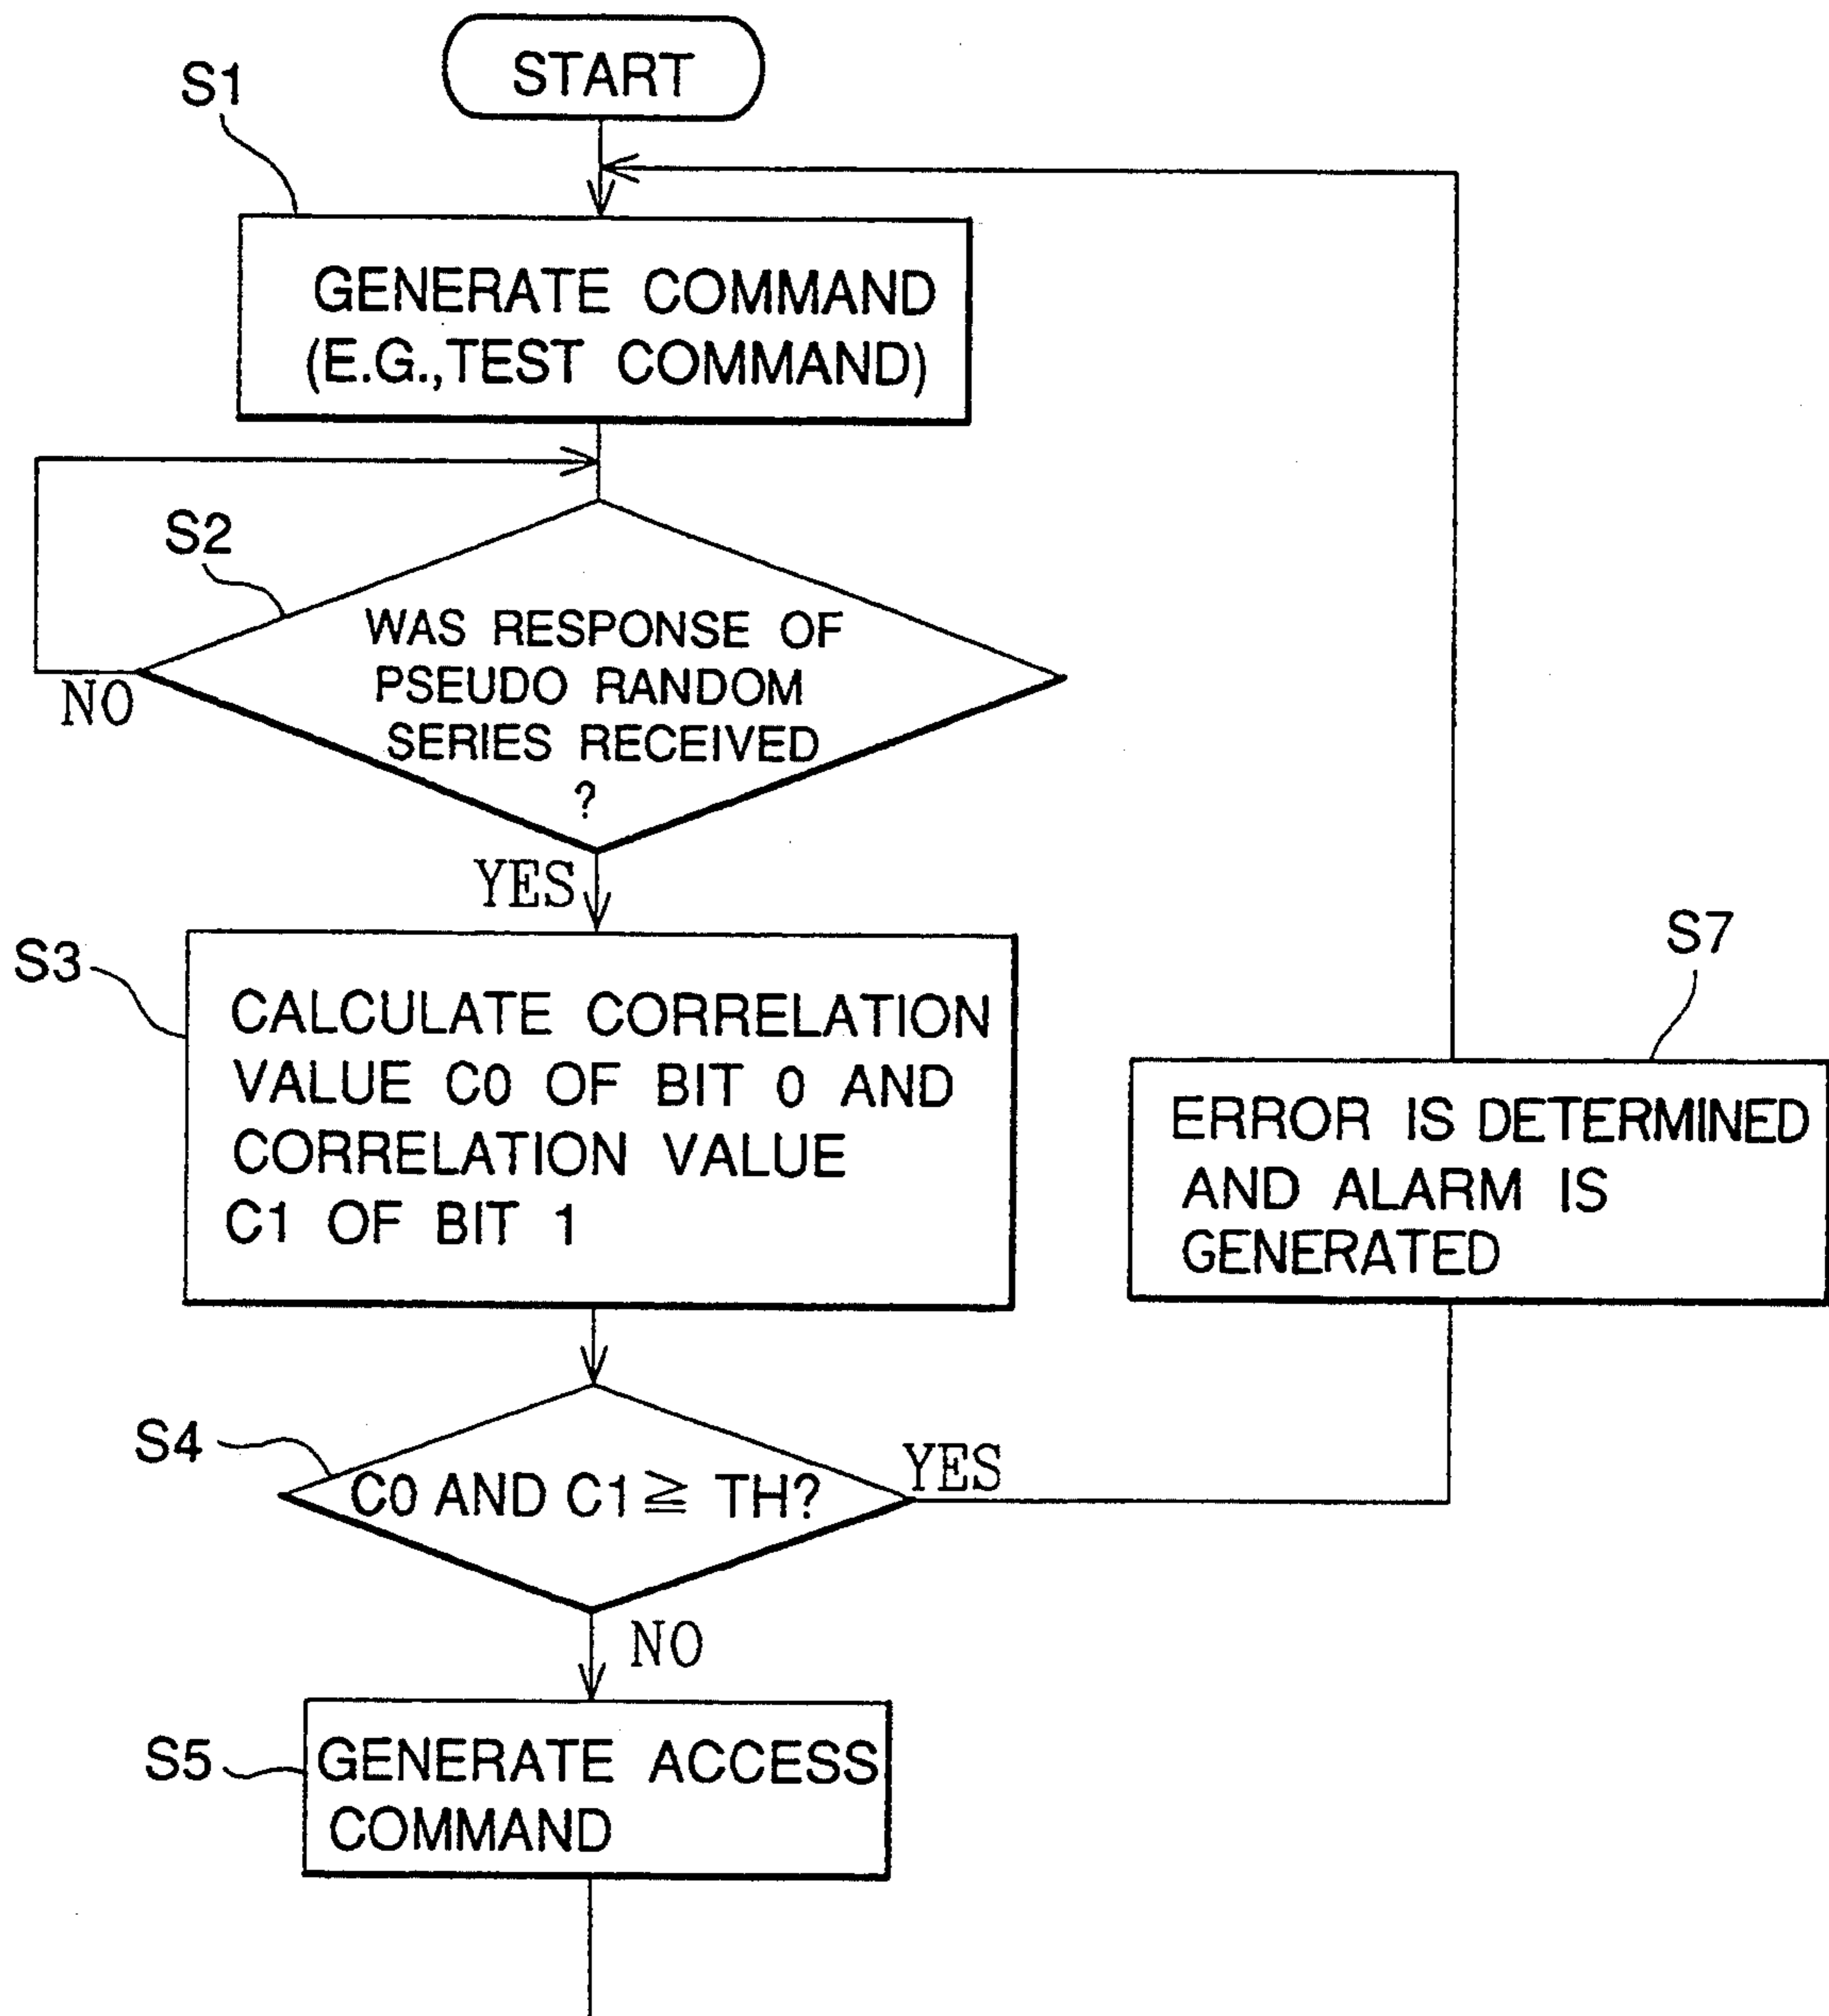 START
S1
GENERATE COMMAND
(E.G.,TEST COMMAND)
S2
WAS RESPONSE OF
PSEUDO RANDOM
SERIES RECEIVED
?
NO
YES
S3
CALCULATE CORRELATION
VALUE C0 OF BIT 0 AND
CORRELATION VALUE
C1 OF BIT 1
S7
ERROR IS DETERMINED
AND ALARM IS
GENERATED
S4
C0 AND C1 ≧ TH?
YES
NO
S5
GENERATE ACCESS
COMMAND